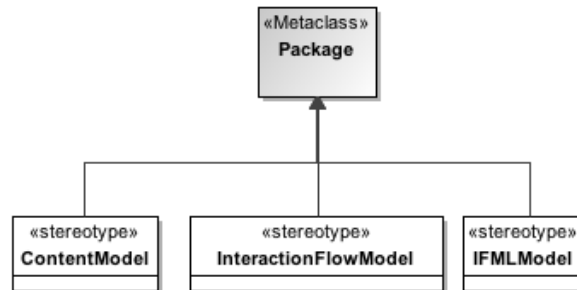 «Metaclass»
Package
«stereotype»
ContentModel
«stereotype»
InteractionFlowModel
«stereotype»
IFMLModel